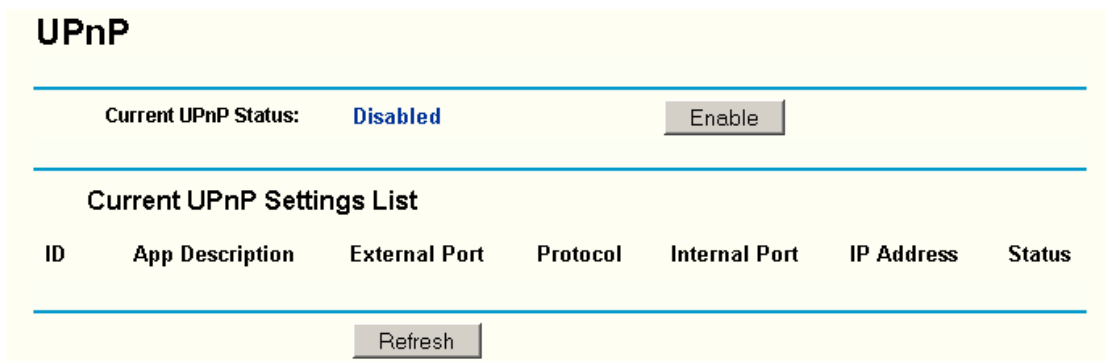 UPnP
Current UPnP Status: Disabled Enable
Current UPnP Settings List
ID App Description External Port Protocol Internal Port IP Address Status
Refresh